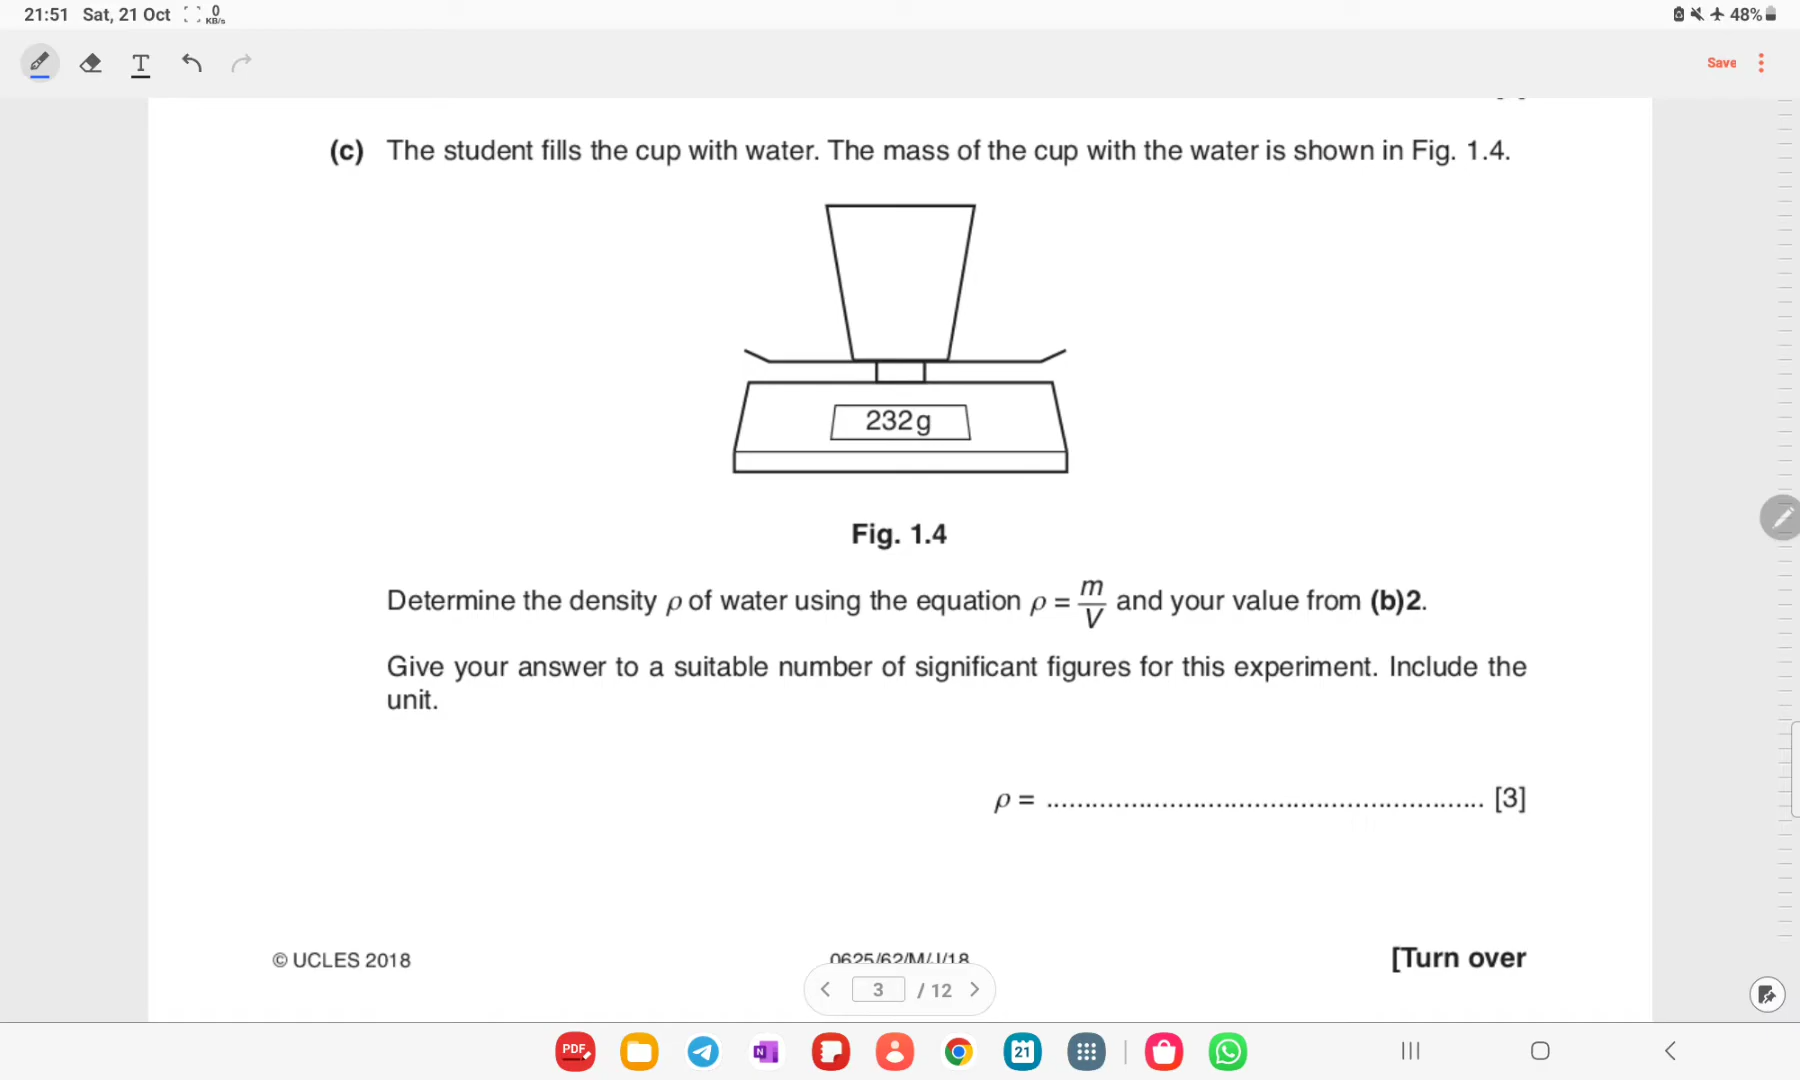 21:51 Sat, 21 Oct 0 KB/s 48%
T Save
(c) The student fills the cup with water. The mass of the cup with the water is shown in Fig. 1.4.
232 g
Fig. 1.4
Determine the density ρ of water using the equation ρ = m/V and your value from (b)2.
Give your answer to a suitable number of significant figures for this experiment. Include the
unit.
ρ = ........................................................ [3]
© UCLES 2018 0625/62/M/J/18 [Turn over
3 / 12
PDF N 21